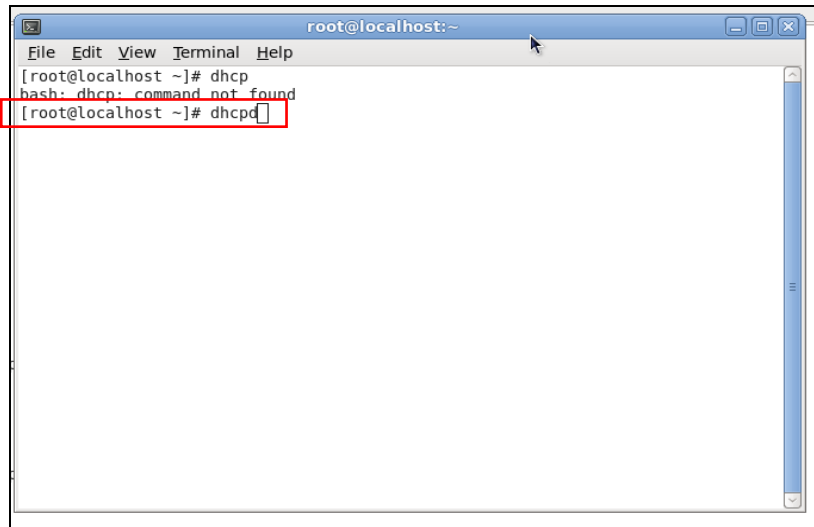 root@localhost:~
File Edit View Terminal Help
[root@localhost ~]# dhcp
bash: dhcp: command not found
[root@localhost ~]# dhcpd